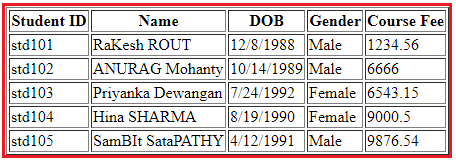 Student ID Name DOB Gender Course Fee
std101 RaKesh ROUT 12/8/1988 Male 1234.56
std102 ANURAG Mohanty 10/14/1989 Male 6666
std103 Priyanka Dewangan 7/24/1992 Female 6543.15
std104 Hina SHARMA 8/19/1990 Female 9000.5
std105 SamBIt SataPATHY 4/12/1991 Male 9876.54